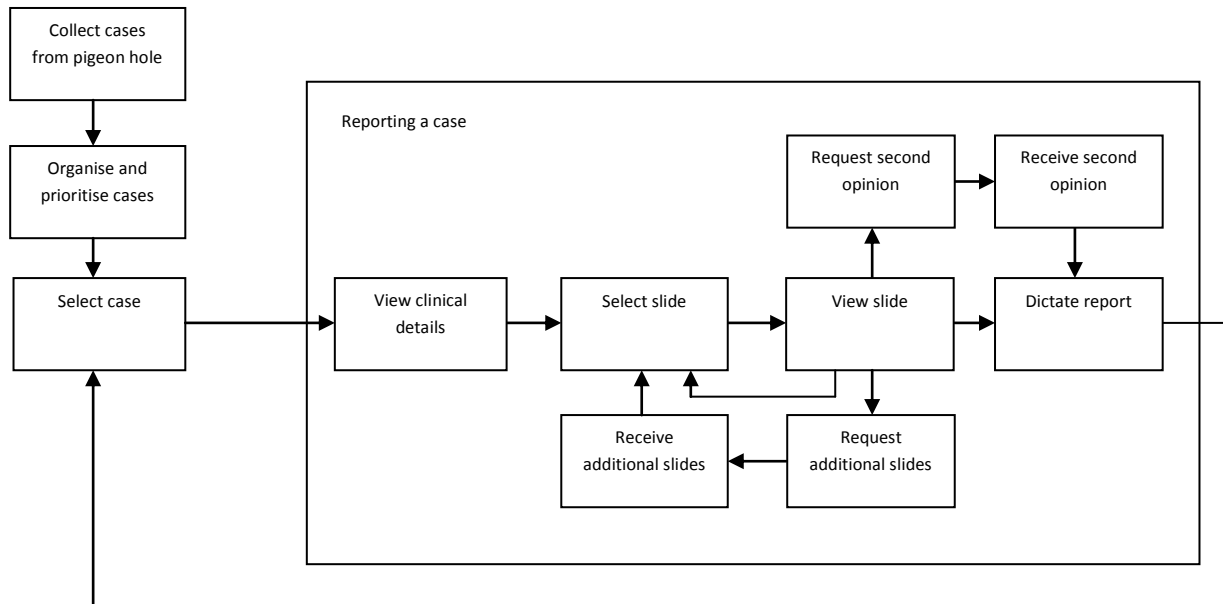 Collect cases
from pigeon hole
Reporting a case
Organise and
prioritise cases
Request second
opinion
Receive second
opinion
Select case
View clinical
details
Select slide
View slide
Dictate report
Receive
additional slides
Request
additional slides